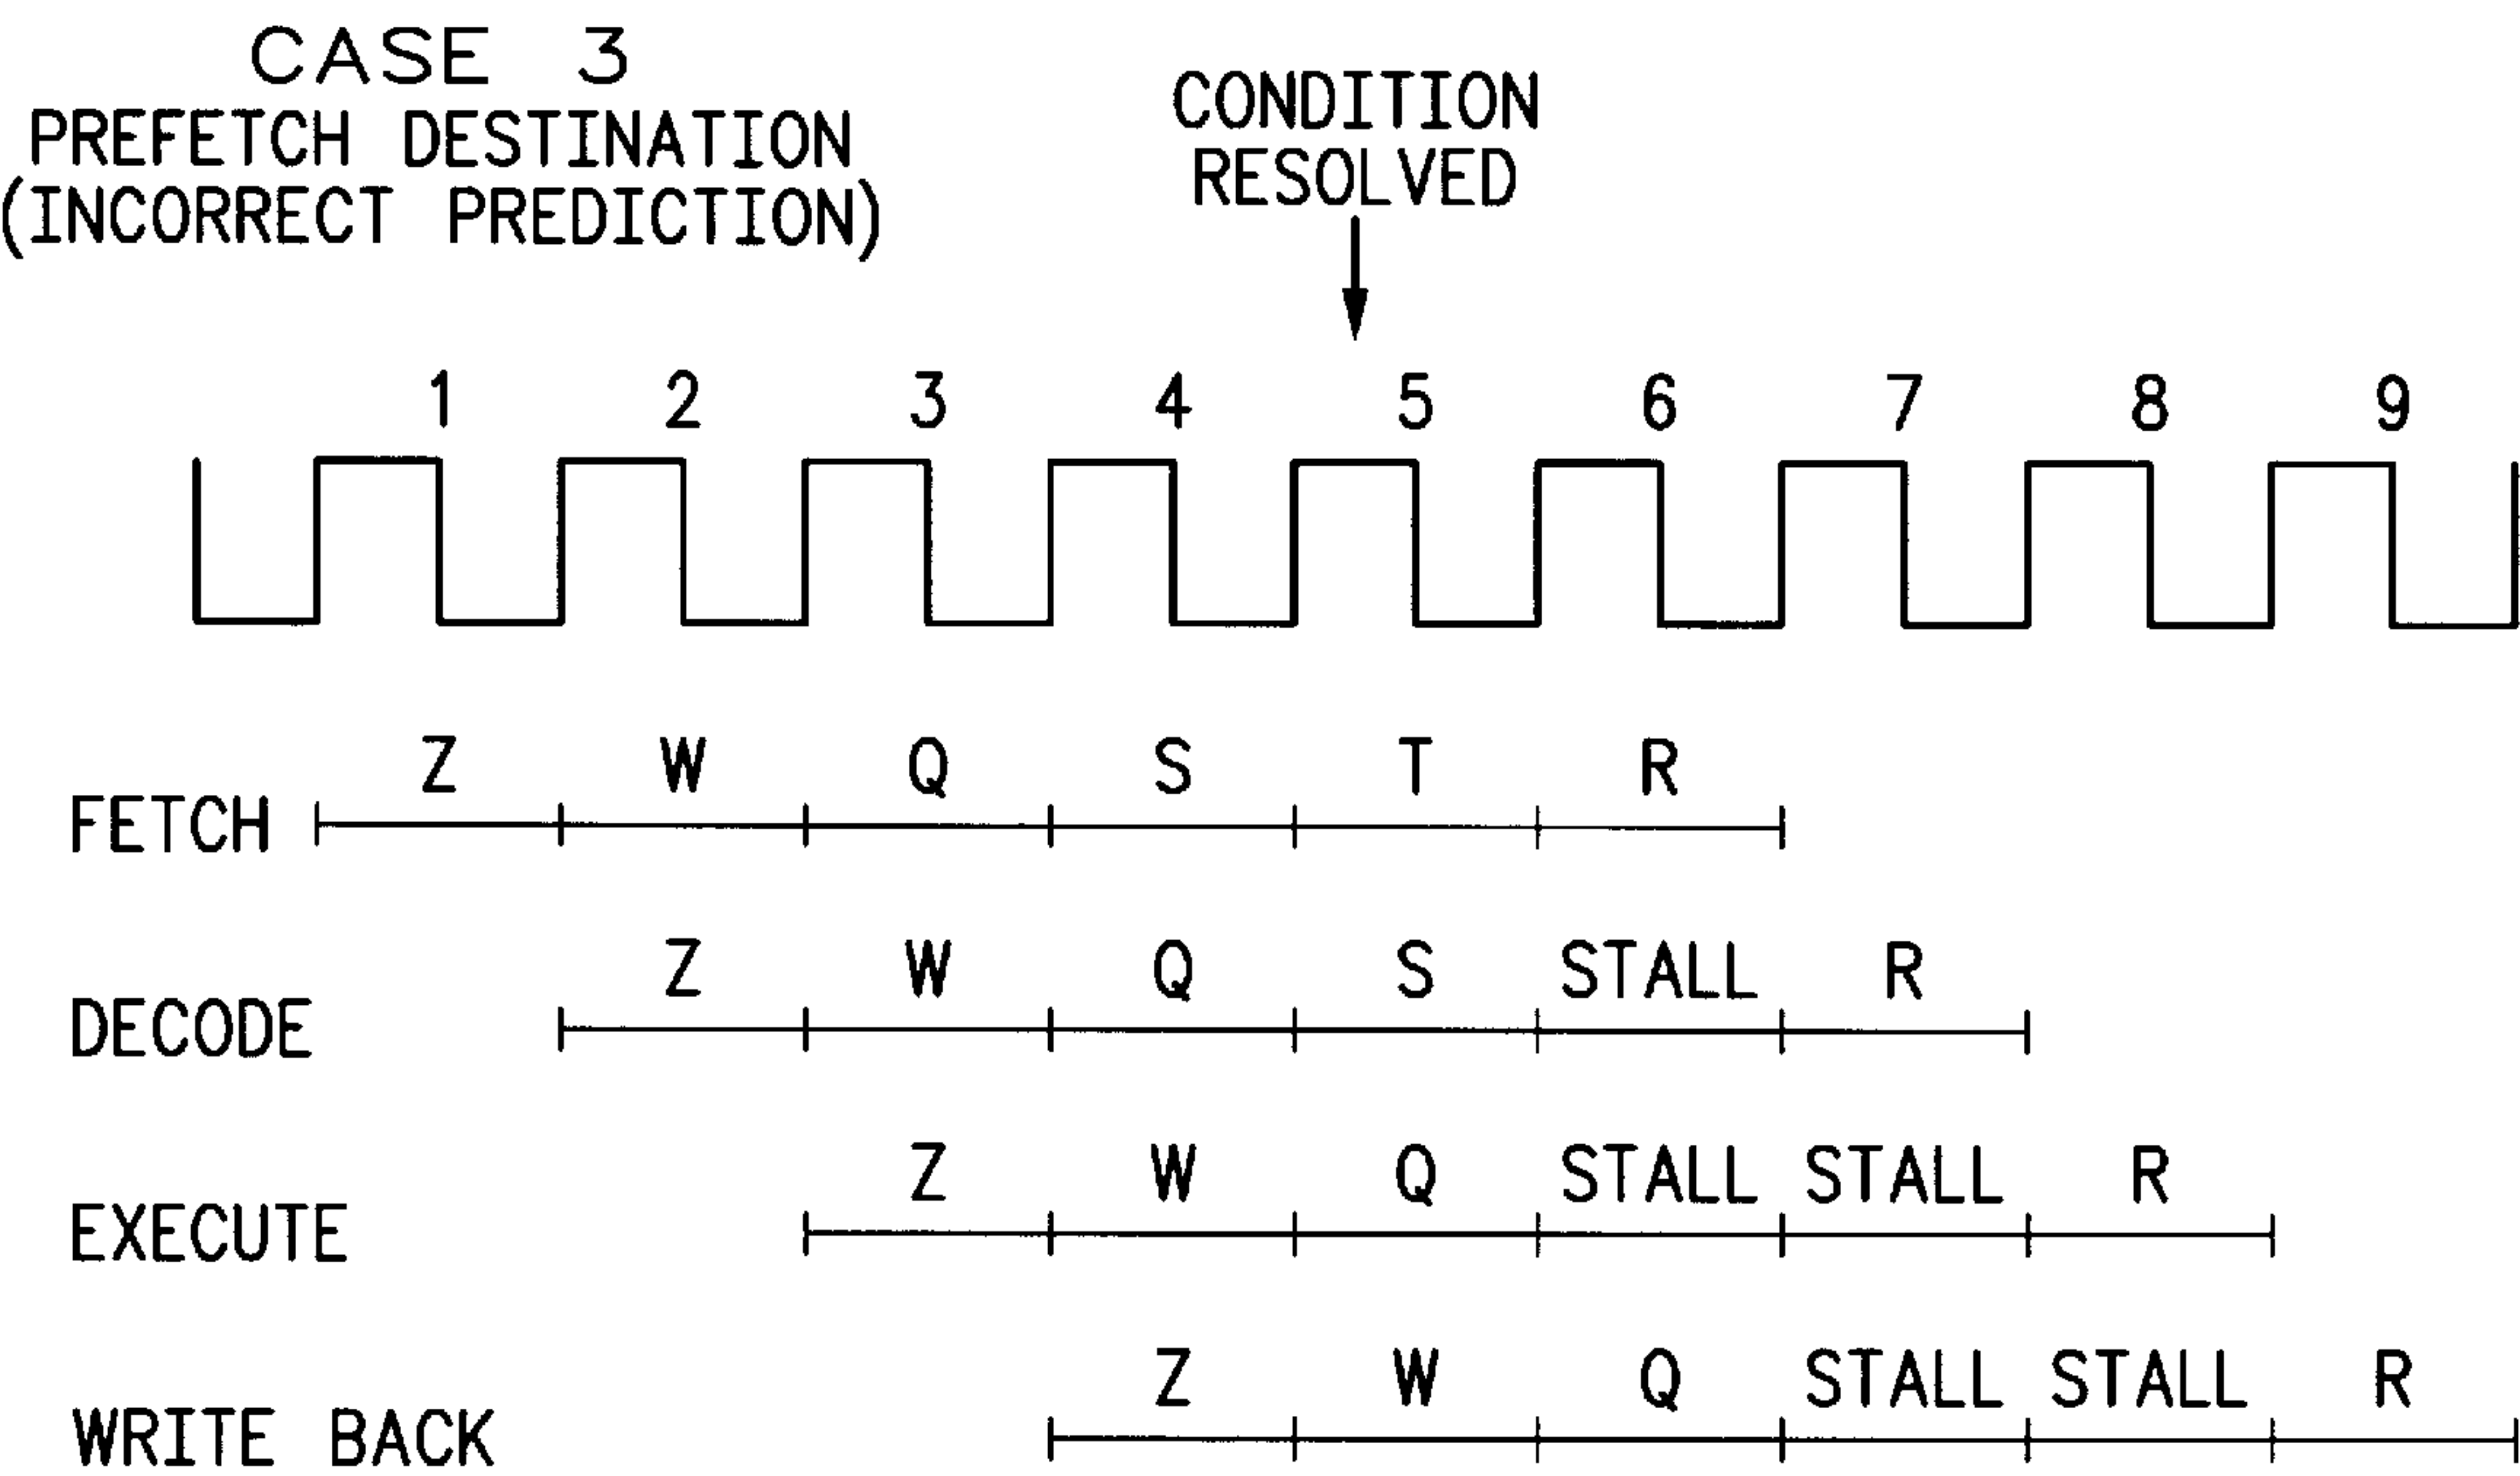 CASE 3
PREFETCH DESTINATION
(INCORRECT PREDICTION)
CONDITION
RESOLVED
1 2 3 4 5 6 7 8 9
Z W Q S T R
FETCH
Z W Q S STALL R
DECODE
Z W Q STALL STALL R
EXECUTE
Z W Q STALL STALL R
WRITE BACK